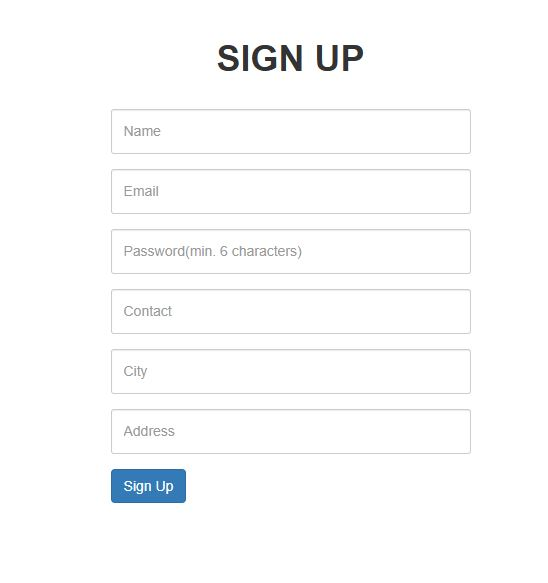 SIGN UP
Name
Email
Password(min. 6 characters)
Contact
City
Address
Sign Up